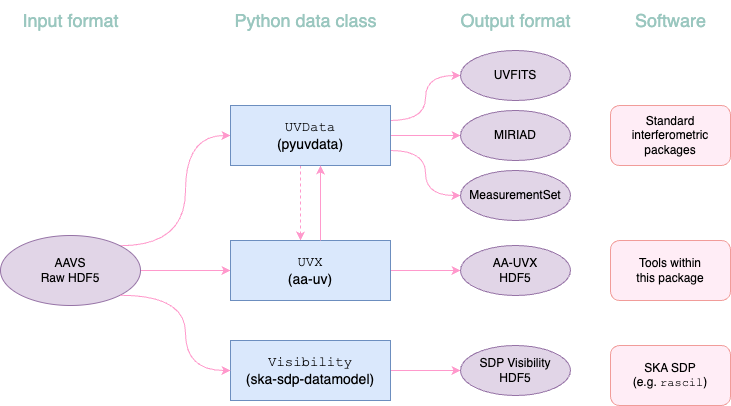 Input format
Python data class
Output format
Software
UVFITS
UVData
(pyuvdata)
MIRIAD
Standard
interferometric
packages
MeasurementSet
AAVS
Raw HDF5
UVX
(aa-uv)
AA-UVX
HDF5
Tools within
this package
Visibility
(ska-sdp-datamodel)
SDP Visibility
HDF5
SKA SDP
(e.g. rascil)